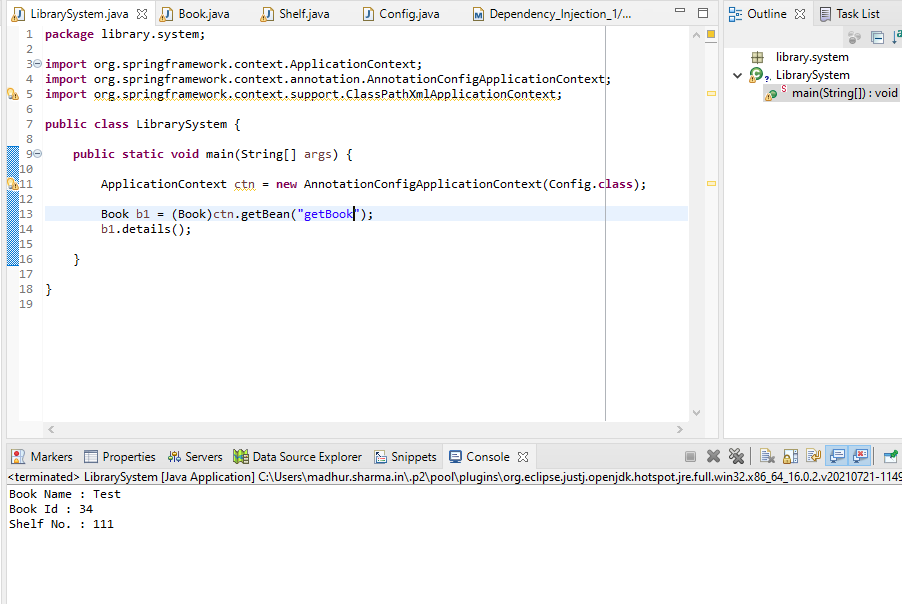 LibrarySystem.java Book.java Shelf.java Config.java Dependency_Injection_1/...
1 package library.system;
2
3 import org.springframework.context.ApplicationContext;
4 import org.springframework.context.annotation.AnnotationConfigApplicationContext;
5 import org.springframework.context.support.ClassPathXmlApplicationContext;
6
7 public class LibrarySystem {
8
9 public static void main(String[] args) {
10
11 ApplicationContext ctn = new AnnotationConfigApplicationContext(Config.class);
12
13 Book b1 = (Book)ctn.getBean("getBook");
14 b1.details();
15
16 }
17
18 }
19
Outline Task List
library.system
LibrarySystem
main(String[]) : void
Markers Properties Servers Data Source Explorer Snippets Console
<terminated> LibrarySystem [Java Application] C:\Users\madhur.sharma.in\.p2\pool\plugins\org.eclipse.justj.openjdk.hotspot.jre.full.win32.x86_64_16.0.2.v20210721-1149
Book Name : Test
Book Id : 34
Shelf No. : 111